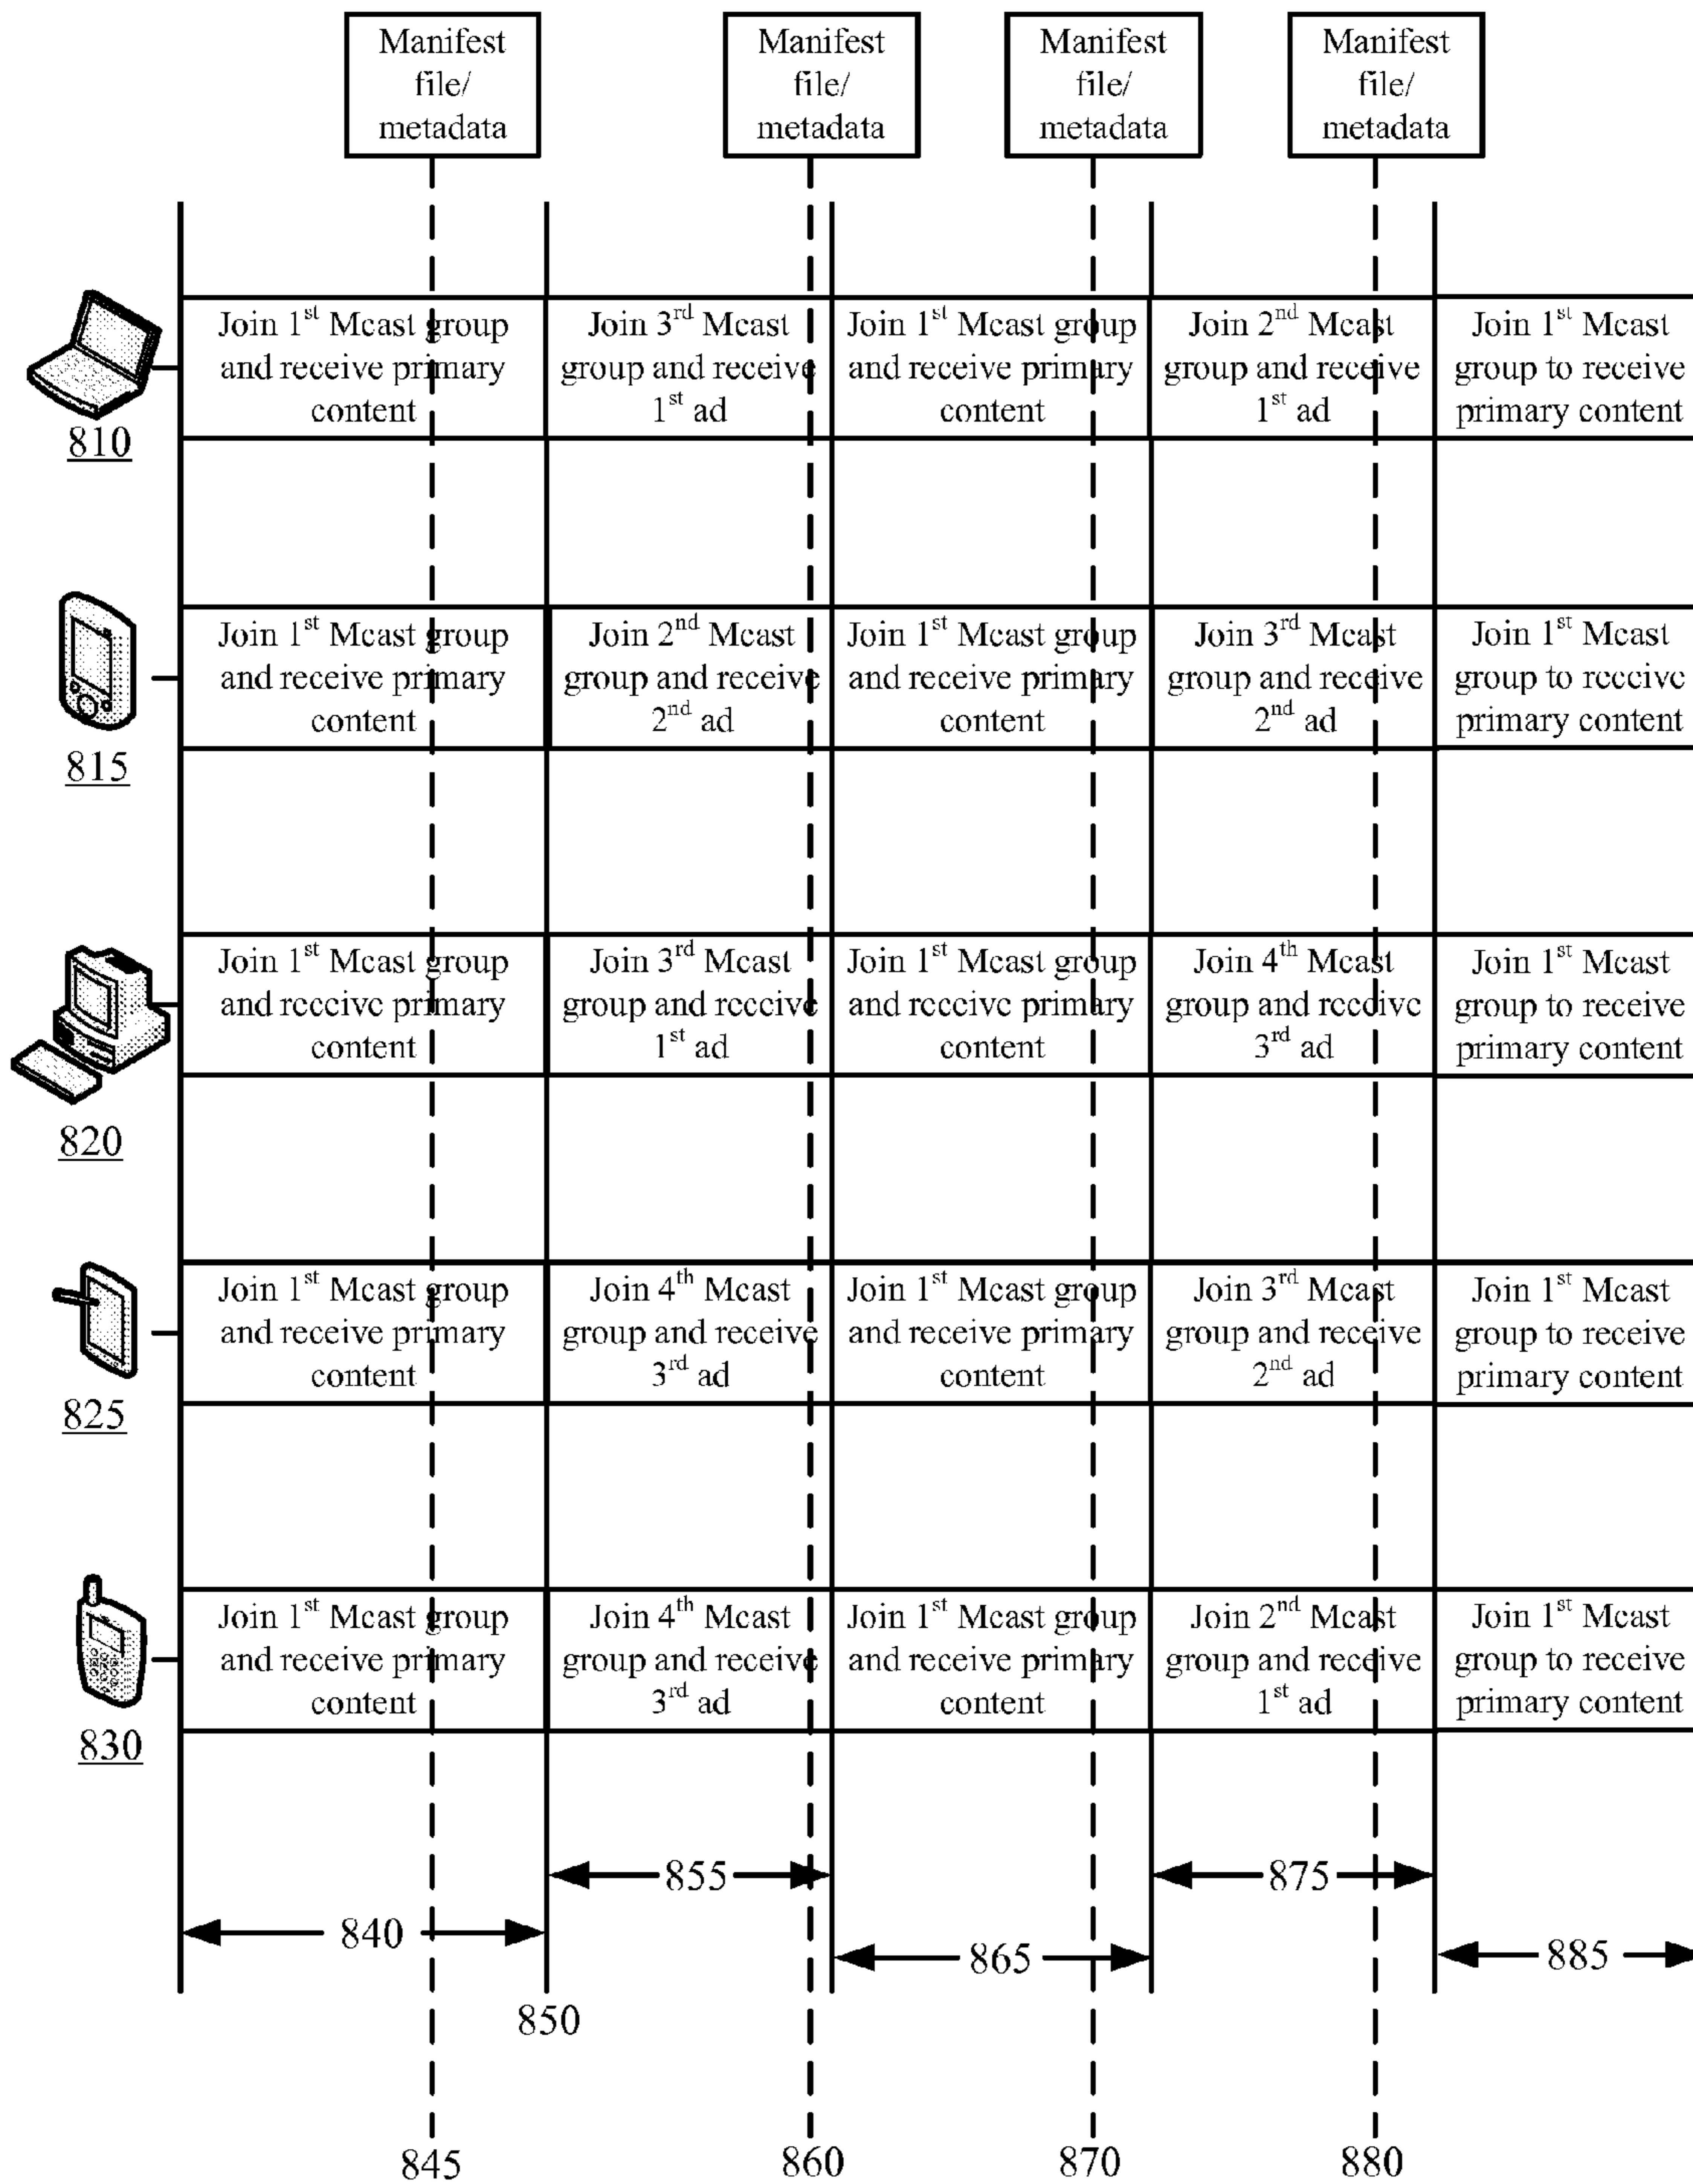 Manifest file/ metadata
Manifest file/ metadata
Manifest file/ metadata
Manifest file/ metadata
Join 1st Mcast group
and receive primary
content
Join 3rd Mcast
group and receive
1st ad
Join 1st Mcast group
and receive primary
content
Join 2nd Mcast
group and receive
1st ad
Join 1st Mcast
group to receive
primary content
810
Join 1st Mcast group
and receive primary
content
Join 2nd Mcast
group and receive
2nd ad
Join 1st Mcast group
and receive primary
content
Join 3rd Mcast
group and receive
2nd ad
Join 1st Mcast
group to receive
primary content
815
Join 1st Mcast group
and receive primary
content
Join 3rd Mcast
group and receive
1st ad
Join 1st Mcast group
and receive primary
content
Join 4th Mcast
group and receive
3rd ad
Join 1st Mcast
group to receive
primary content
820
Join 1st Mcast group
and receive primary
content
Join 4th Mcast
group and receive
3rd ad
Join 1st Mcast group
and receive primary
content
Join 3rd Mcast
group and receive
2nd ad
Join 1st Mcast
group to receive
primary content
825
Join 1st Mcast group
and receive primary
content
Join 4th Mcast
group and receive
3rd ad
Join 1st Mcast group
and receive primary
content
Join 2nd Mcast
group and receive
1st ad
Join 1st Mcast
group to receive
primary content
830
855
875
840
865
885
850
845
860
870
880